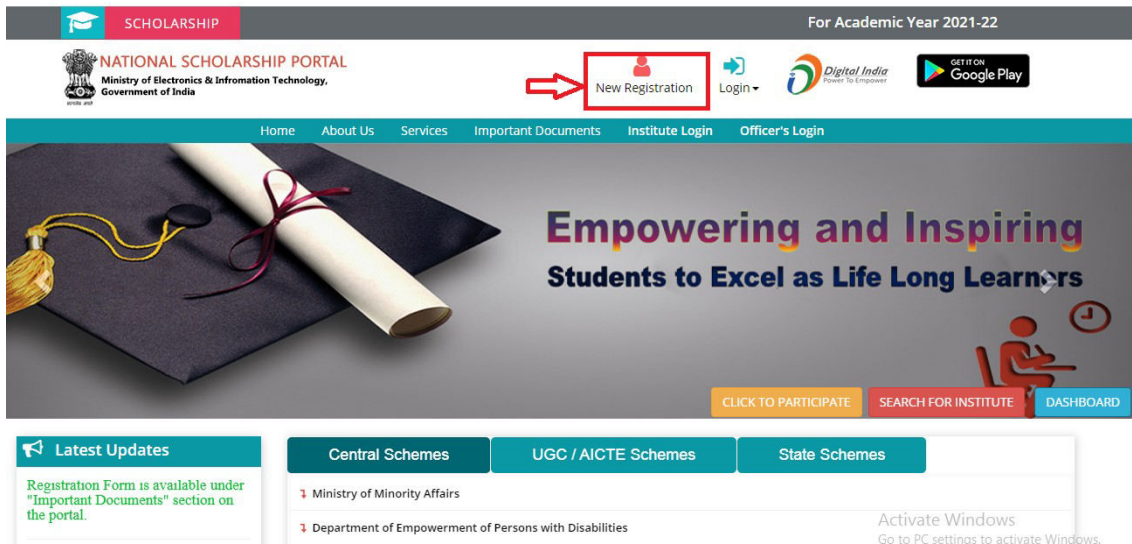 SCHOLARSHIP
For Academic Year 2021-22
NATIONAL SCHOLARSHIP PORTAL
Ministry of Electronics & Infromation Technology,
Government of India
New Registration
Login
Digital India
Power To Empower
GET IT ON
Google Play
Home About Us Services Important Documents Institute Login Officer's Login
Empowering and Inspiring
Students to Excel as Life Long Learners
CLICK TO PARTICIPATE SEARCH FOR INSTITUTE DASHBOARD
Latest Updates
Registration Form is available under
"Important Documents" section on
the portal.
Central Schemes UGC / AICTE Schemes State Schemes
Ministry of Minority Affairs
Department of Empowerment of Persons with Disabilities
Activate Windows
Go to PC settings to activate Windows.